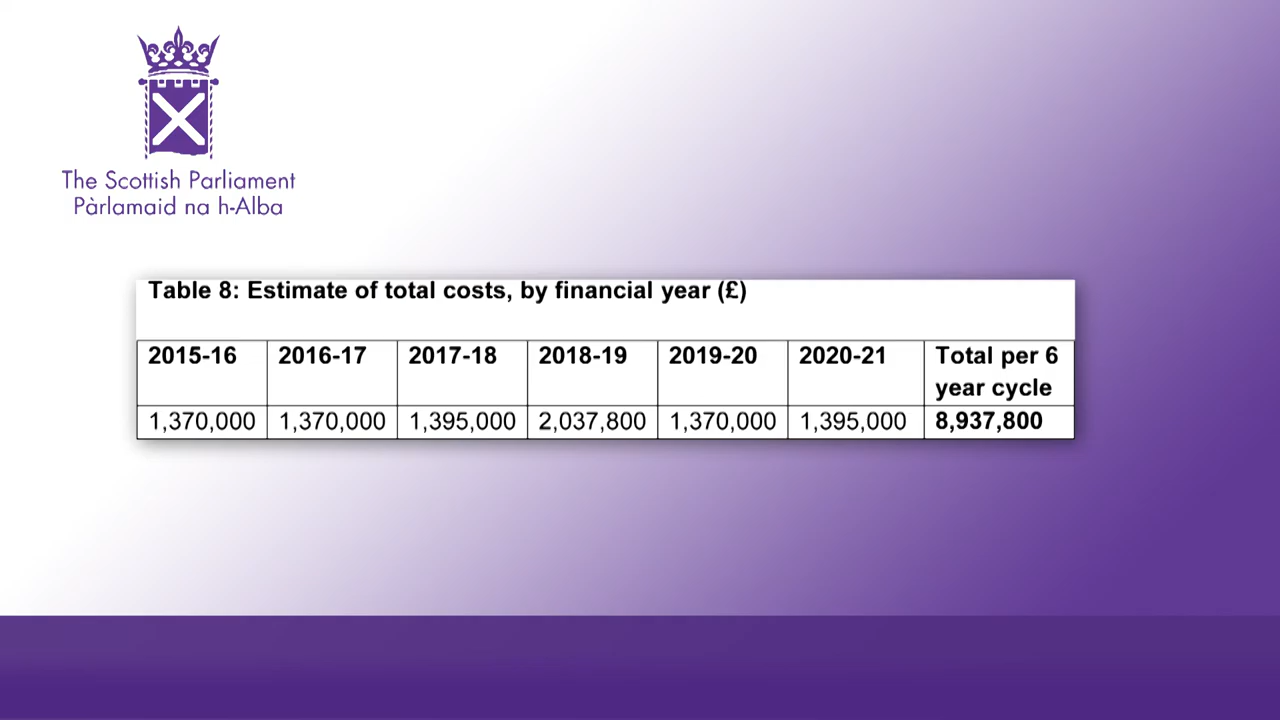 The Scottish Parliament
Pàrlamaid na h-Alba
Table 8: Estimate of total costs, by financial year (£)
2015-16 2016-17 2017-18 2018-19 2019-20 2020-21 Total per 6
year cycle
1,370,000 1,370,000 1,395,000 2,037,800 1,370,000 1,395,000 8,937,800